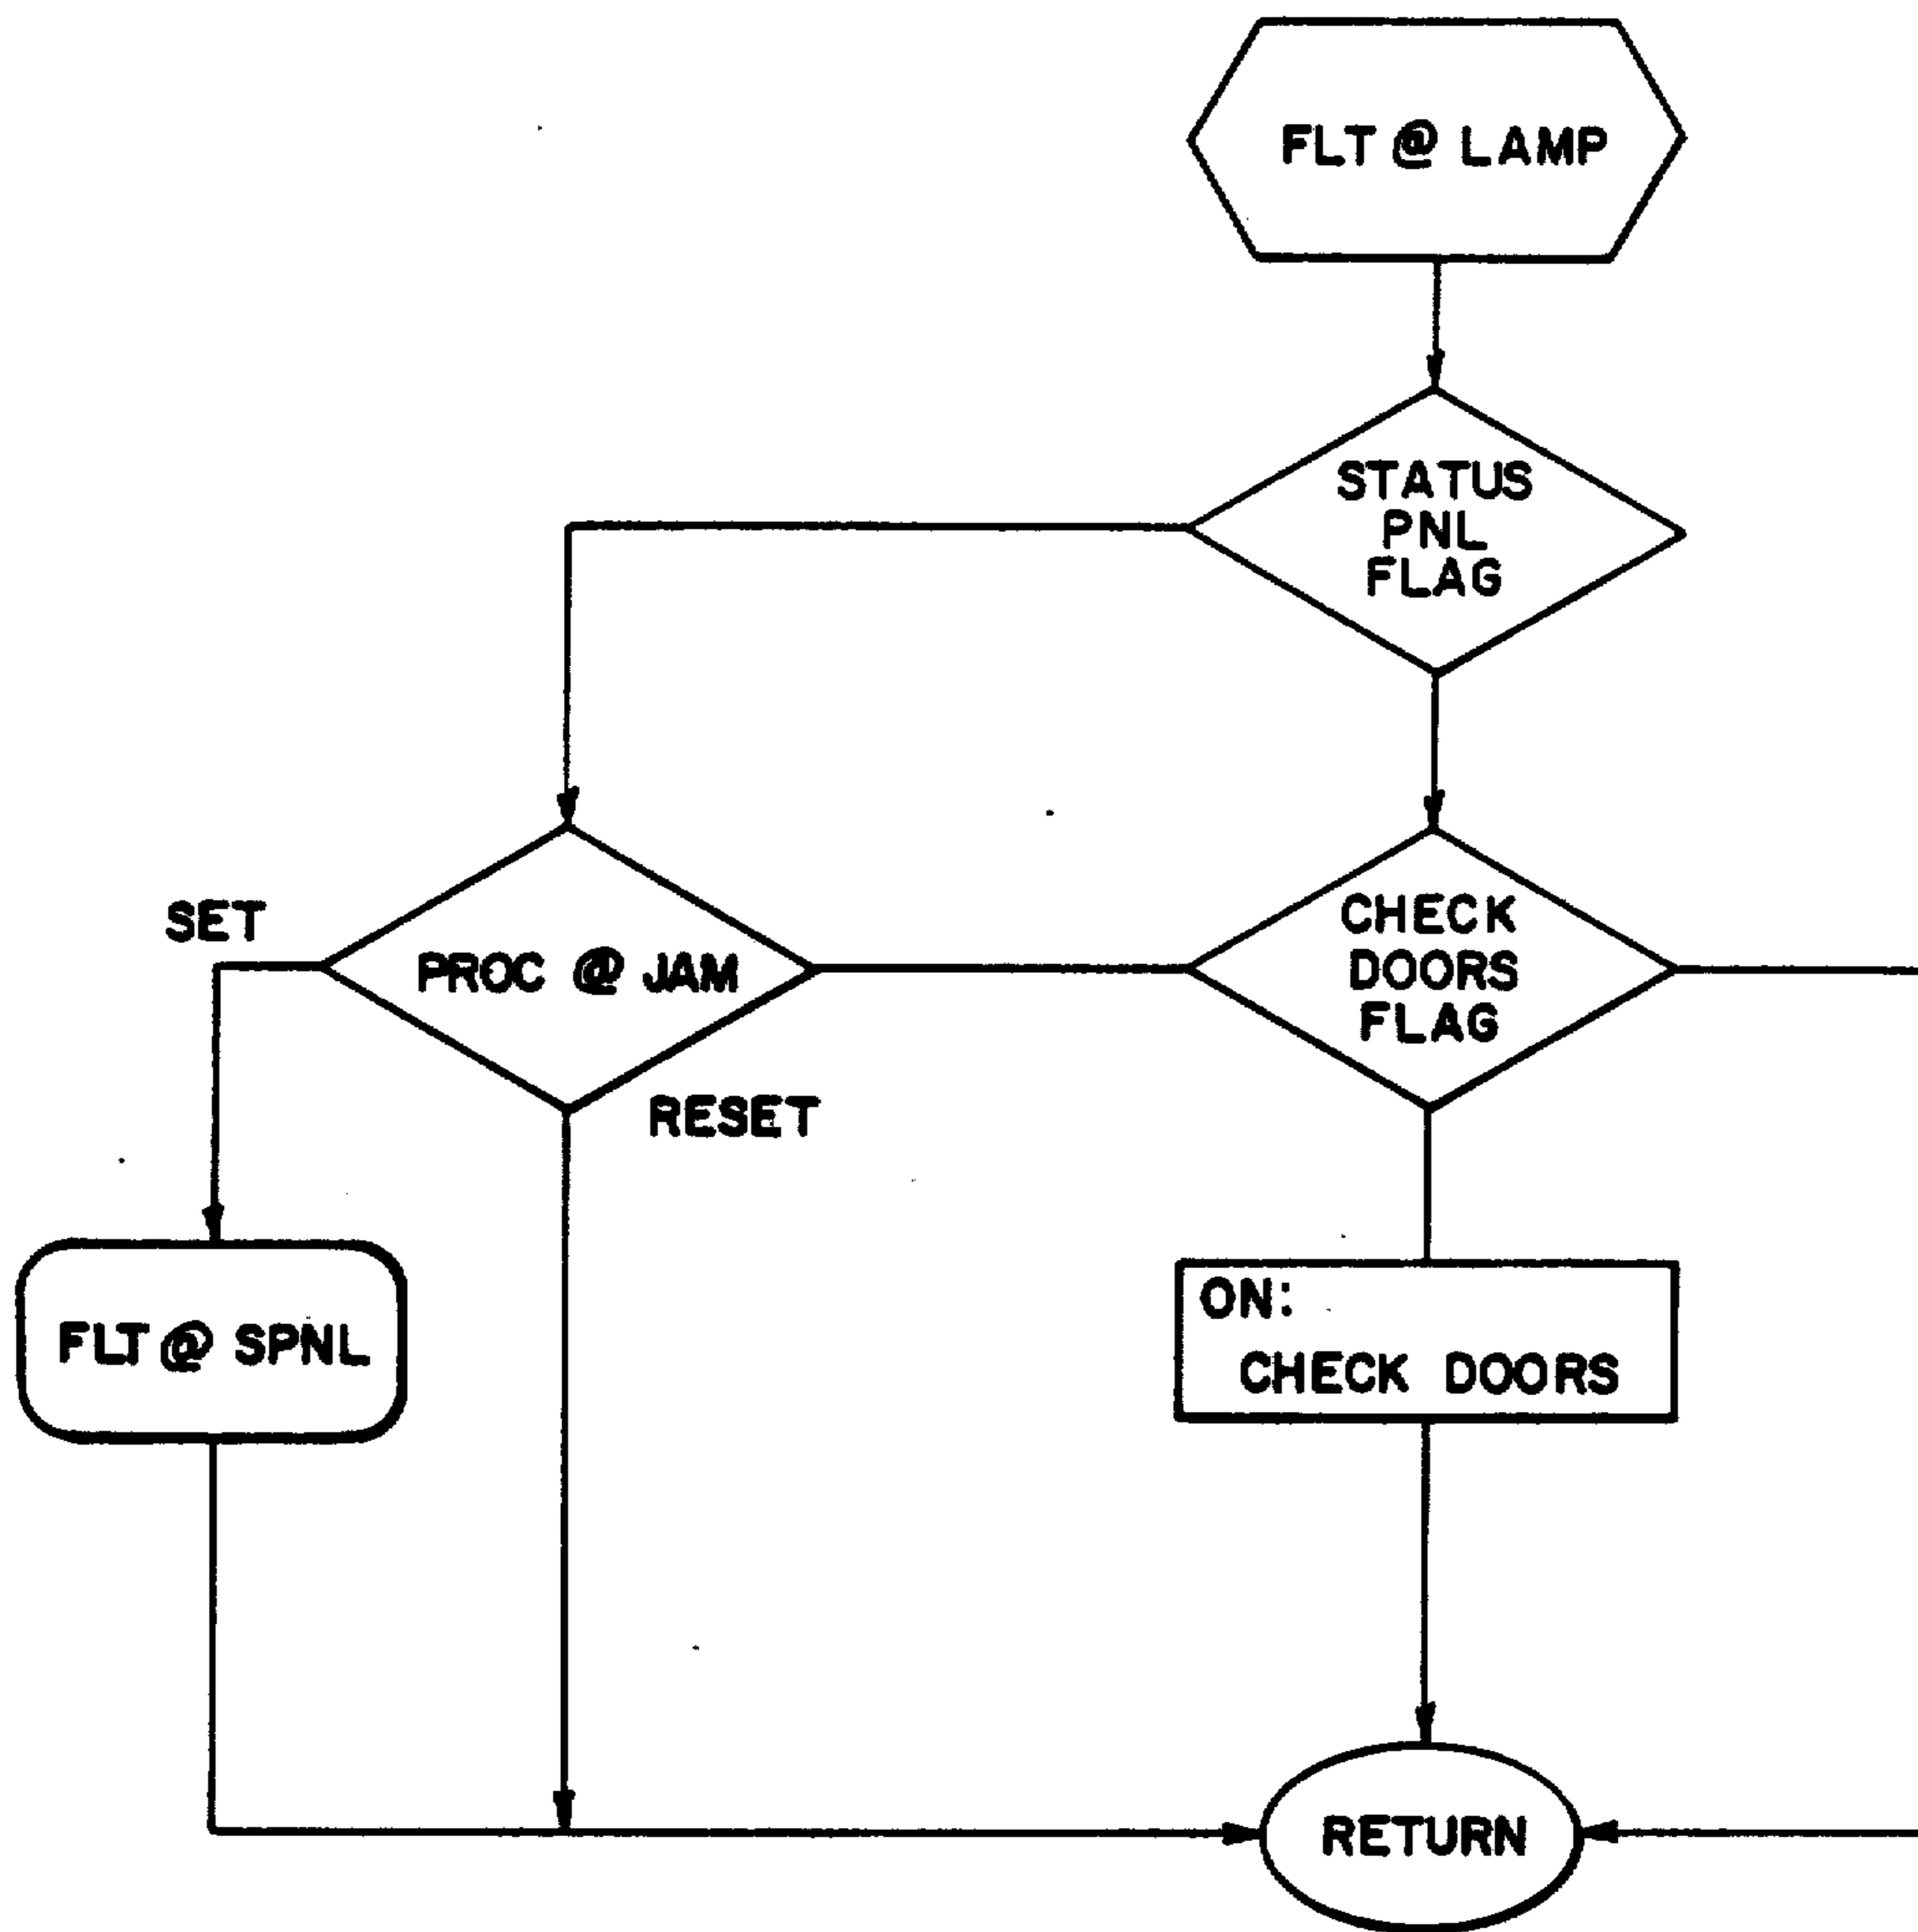 FLT @ LAMP
STATUS
PNL
FLAG
SET
PROC @ JAM
CHECK
DOORS
FLAG
RESET
FLT @ SPNL
ON:
CHECK DOORS
RETURN